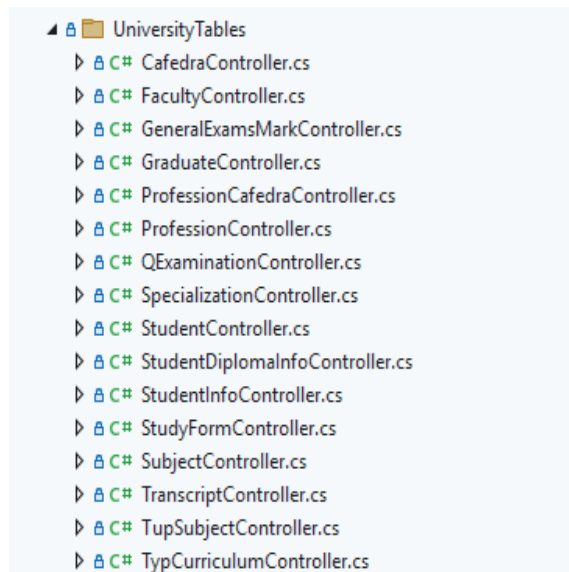 UniversityTables
C# CafedraController.cs
C# FacultyController.cs
C# GeneralExamsMarkController.cs
C# GraduateController.cs
C# ProfessionCafedraController.cs
C# ProfessionController.cs
C# QExaminationController.cs
C# SpecializationController.cs
C# StudentController.cs
C# StudentDiplomaInfoController.cs
C# StudentInfoController.cs
C# StudyFormController.cs
C# SubjectController.cs
C# TranscriptController.cs
C# TupSubjectController.cs
C# TypCurriculumController.cs